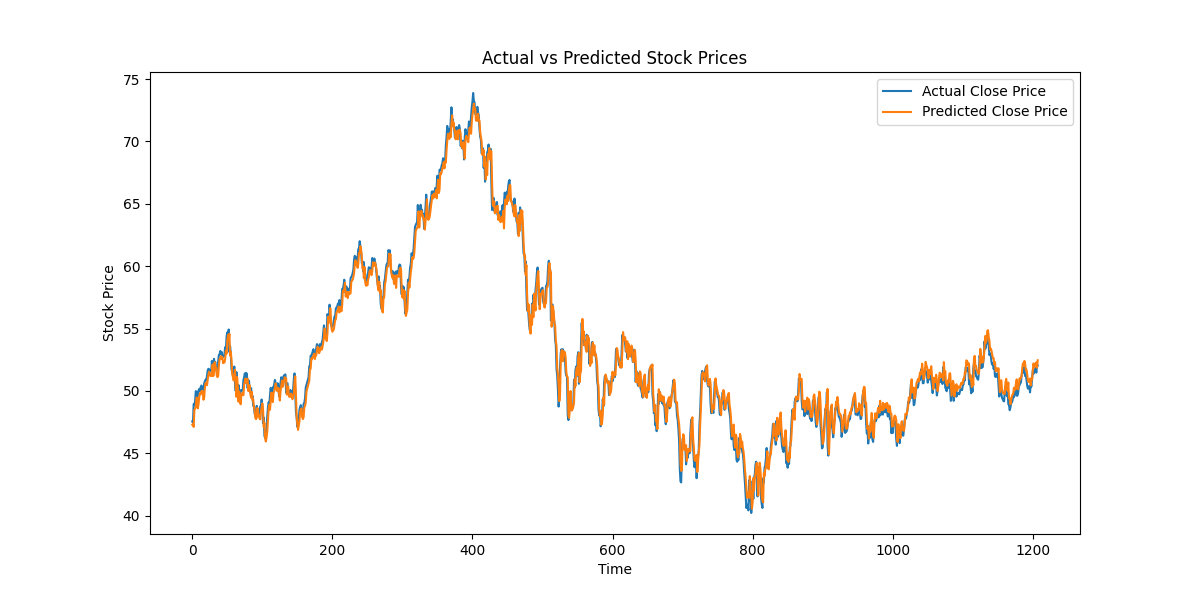 Actual vs Predicted Stock Prices
Actual Close Price
Predicted Close Price
Stock Price
75
70
65
60
55
50
45
40
0 200 400 600 800 1000 1200
Time